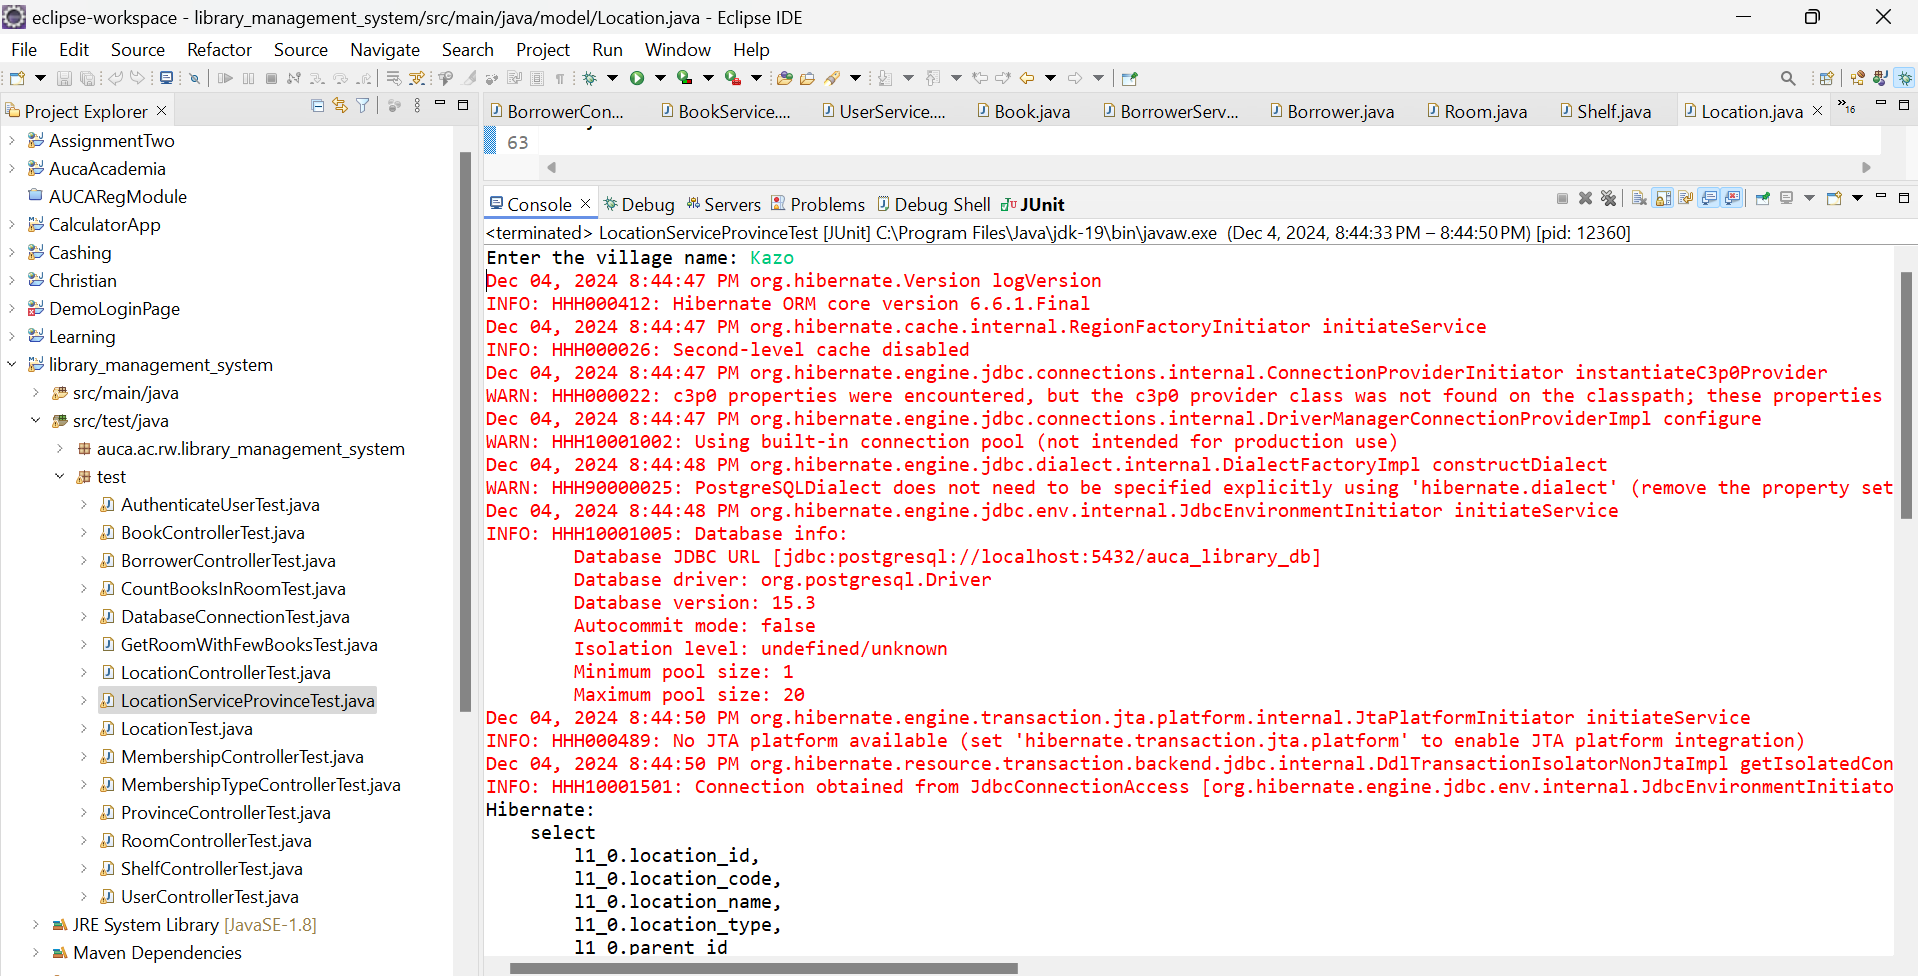 eclipse-workspace - library_management_system/src/main/java/model/Location.java - Eclipse IDE
File Edit Source Refactor Source Navigate Search Project Run Window Help
Project Explorer
BorrowerCon... BookService.... UserService.... Book.java BorrowerServ... Borrower.java Room.java Shelf.java Location.java »16
AssignmentTwo
AucaAcademia
AUCARegModule
CalculatorApp
Cashing
Christian
DemoLoginPage
Learning
library_management_system
src/main/java
src/test/java
auca.ac.rw.library_management_system
test
AuthenticateUserTest.java
BookControllerTest.java
BorrowerControllerTest.java
CountBooksInRoomTest.java
DatabaseConnectionTest.java
GetRoomWithFewBooksTest.java
LocationControllerTest.java
LocationServiceProvinceTest.java
LocationTest.java
MembershipControllerTest.java
MembershipTypeControllerTest.java
ProvinceControllerTest.java
RoomControllerTest.java
ShelfControllerTest.java
UserControllerTest.java
JRE System Library [JavaSE-1.8]
Maven Dependencies
63
Console Debug Servers Problems Debug Shell JUnit
<terminated> LocationServiceProvinceTest [JUnit] C:\Program Files\Java\jdk-19\bin\javaw.exe (Dec 4, 2024, 8:44:33 PM – 8:44:50 PM) [pid: 12360]
Enter the village name: Kazo
Dec 04, 2024 8:44:47 PM org.hibernate.Version logVersion
INFO: HHH000412: Hibernate ORM core version 6.6.1.Final
Dec 04, 2024 8:44:47 PM org.hibernate.cache.internal.RegionFactoryInitiator initiateService
INFO: HHH000026: Second-level cache disabled
Dec 04, 2024 8:44:47 PM org.hibernate.engine.jdbc.connections.internal.ConnectionProviderInitiator instantiateC3p0Provider
WARN: HHH000022: c3p0 properties were encountered, but the c3p0 provider class was not found on the classpath; these properties
Dec 04, 2024 8:44:47 PM org.hibernate.engine.jdbc.connections.internal.DriverManagerConnectionProviderImpl configure
WARN: HHH10001002: Using built-in connection pool (not intended for production use)
Dec 04, 2024 8:44:48 PM org.hibernate.engine.jdbc.dialect.internal.DialectFactoryImpl constructDialect
WARN: HHH90000025: PostgreSQLDialect does not need to be specified explicitly using 'hibernate.dialect' (remove the property set
Dec 04, 2024 8:44:48 PM org.hibernate.engine.jdbc.env.internal.JdbcEnvironmentInitiator initiateService
INFO: HHH10001005: Database info:
Database JDBC URL [jdbc:postgresql://localhost:5432/auca_library_db]
Database driver: org.postgresql.Driver
Database version: 15.3
Autocommit mode: false
Isolation level: undefined/unknown
Minimum pool size: 1
Maximum pool size: 20
Dec 04, 2024 8:44:50 PM org.hibernate.engine.transaction.jta.platform.internal.JtaPlatformInitiator initiateService
INFO: HHH000489: No JTA platform available (set 'hibernate.transaction.jta.platform' to enable JTA platform integration)
Dec 04, 2024 8:44:50 PM org.hibernate.resource.transaction.backend.jdbc.internal.DdlTransactionIsolatorNonJtaImpl getIsolatedCon
INFO: HHH10001501: Connection obtained from JdbcConnectionAccess [org.hibernate.engine.jdbc.env.internal.JdbcEnvironmentInitiato
Hibernate:
select
l1_0.location_id,
l1_0.location_code,
l1_0.location_name,
l1_0.location_type,
l1_0.parent_id